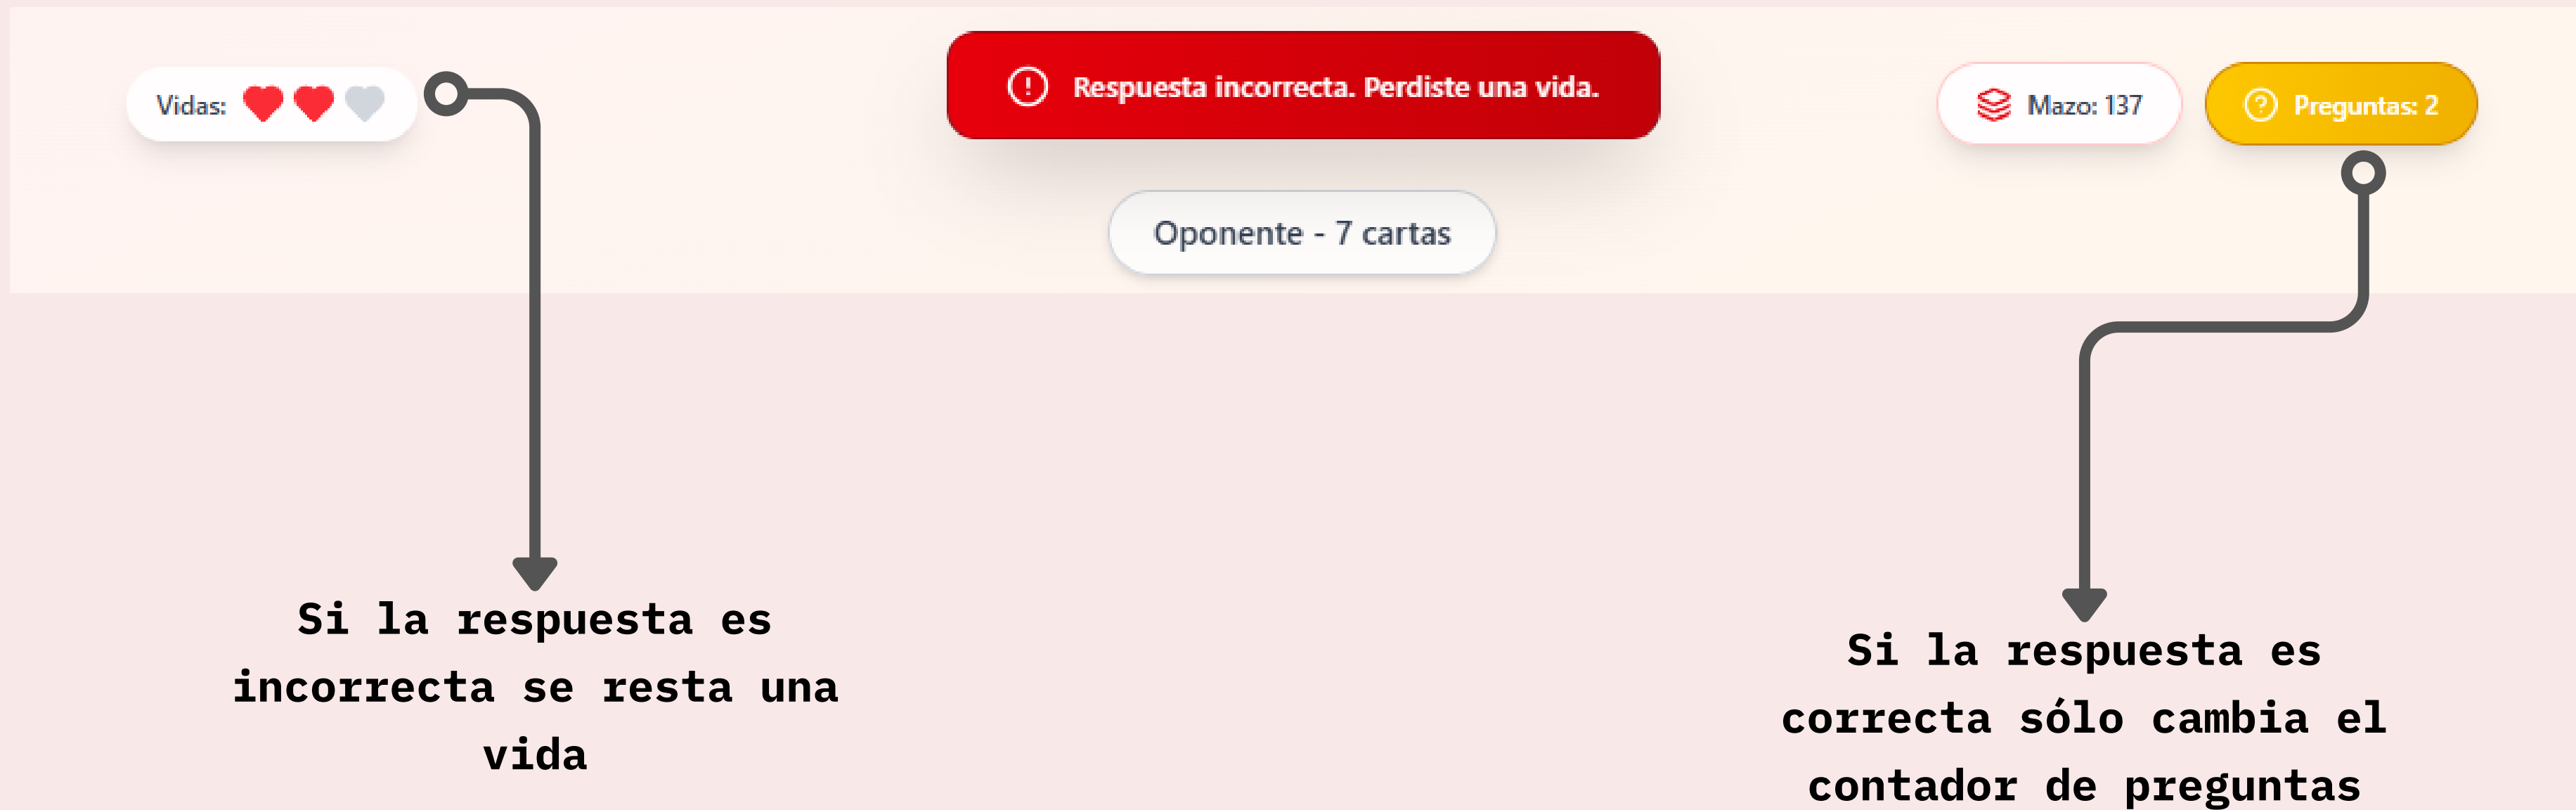 Vidas:
Respuesta incorrecta. Perdiste una vida.
Mazo: 137
Preguntas: 2
Oponente - 7 cartas
Si la respuesta es
incorrecta se resta una
vida
Si la respuesta es
correcta sólo cambia el
contador de preguntas